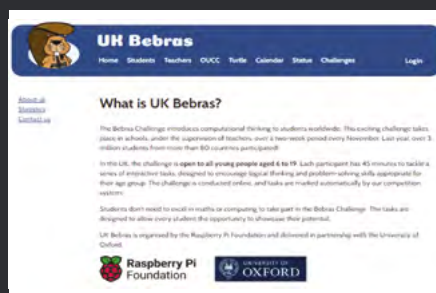 UK Bebras
Home Students Teachers OUCC Turtle Calendar Status Challenges Login
About us
Statistics
Contact us
What is UK Bebras?
The Bebras Challenge introduces computational thinking to students worldwide. This exciting challenge takes
place in schools, under the supervision of teachers, over a two-week period every November. Last year, over 3
million students from more than 80 countries participated!
In the UK, the challenge is open to all young people aged 6 to 19. Each participant has 45 minutes to tackle a
series of interactive tasks, designed to encourage logical thinking and problem-solving skills appropriate for
their age group. The challenge is conducted online, and tasks are marked automatically by our competition
system.
Students don't need to excel in maths or computing to take part in the Bebras Challenge. The tasks are
designed to allow every student the opportunity to showcase their potential.
UK Bebras is organised by the Raspberry Pi Foundation and delivered in partnership with the University of
Oxford.
Raspberry Pi
Foundation
UNIVERSITY OF
OXFORD